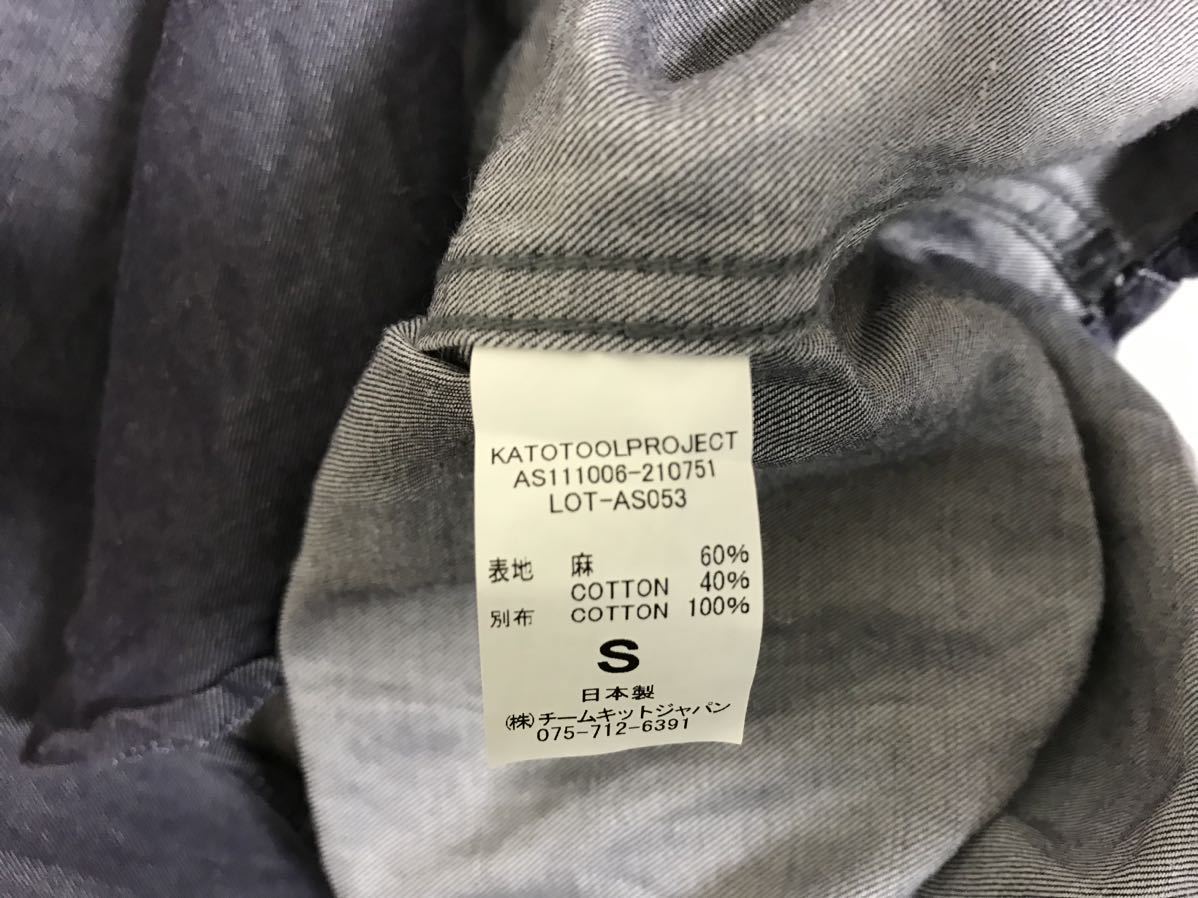 KATOTOOLPROJECT
AS111006-210751
LOT-AS053
表地 麻 60%
COTTON 40%
別布 COTTON 100%
S
日本製
(株)チームキットジャパン
075-712-6391